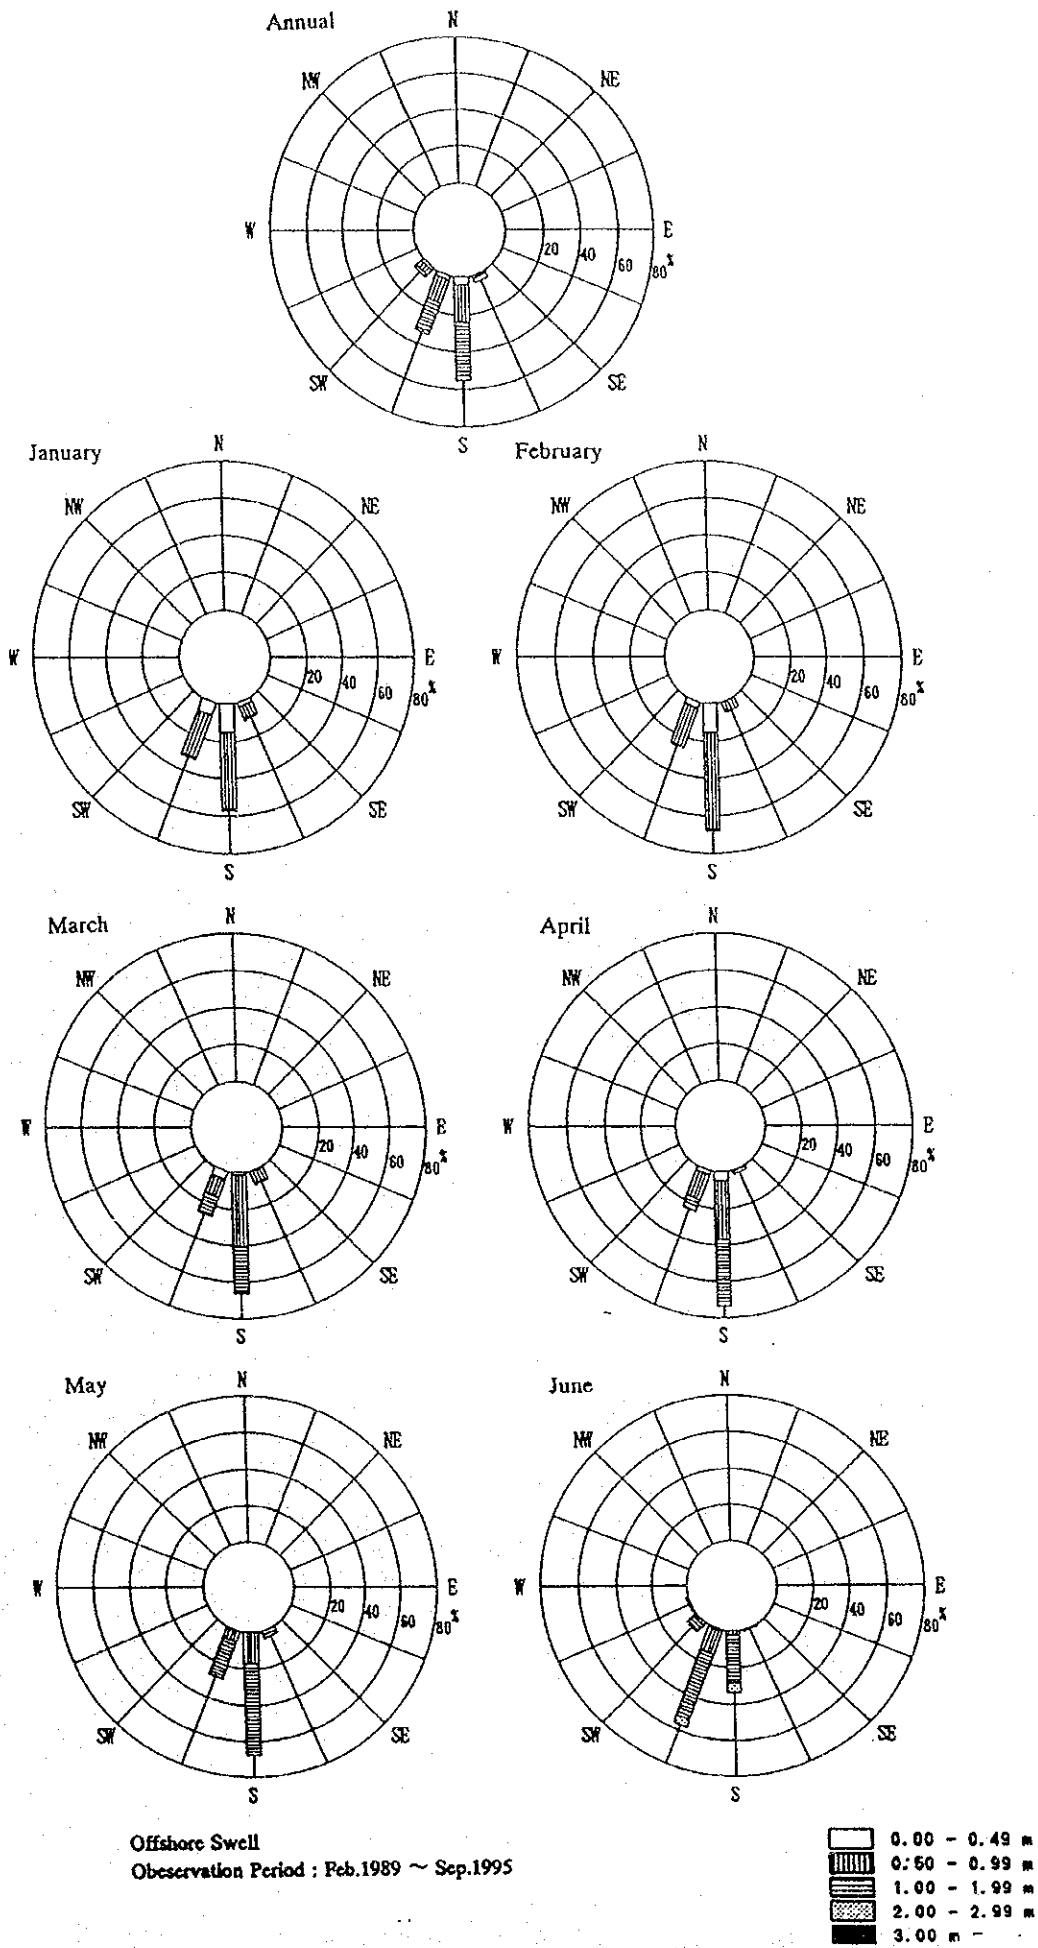 Annual
N
NW
NE
W
E
20
40
60
80%
SW
SE
S
January
N
NW
NE
W
E
20
40
60
80%
SW
SE
S
February
N
NW
NE
W
E
20
40
60
80%
SW
SE
S
March
N
NW
NE
W
E
20
40
60
80%
SW
SE
S
April
N
NW
NE
W
E
20
40
60
80%
SW
SE
S
May
N
NW
NE
W
E
20
40
60
80%
SW
SE
S
June
N
NW
NE
W
E
20
40
60
80%
SW
SE
S
Offshore Swell
Obeservation Period : Feb.1989 ~ Sep.1995
0.00 - 0.49 m
0.50 - 0.99 m
1.00 - 1.99 m
2.00 - 2.99 m
3.00 m -